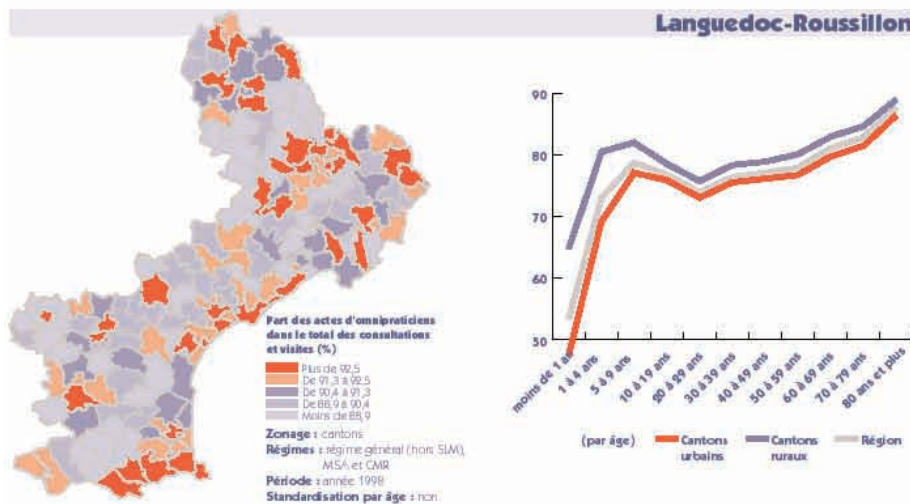 Languedoc-Roussillon
90
80
70
60
50
moins de 1 an
1 à 4 ans
5 à 9 ans
10 à 19 ans
20 à 29 ans
30 à 39 ans
40 à 49 ans
50 à 59 ans
60 à 69 ans
70 à 79 ans
80 ans et plus
(par âge)
Cantons urbains
Cantons ruraux
Région
Part des actes d'omnipraticiens
dans le total des consultations
et visites (%)
Plus de 92,5
De 91,3 à 92,5
De 90,4 à 91,3
De 88,9 à 90,4
Moins de 88,9
Zonage : cantons
Régimes : régime général (hors SLM),
MSA et CMR
Période : année 1998
Standardisation par âge : non